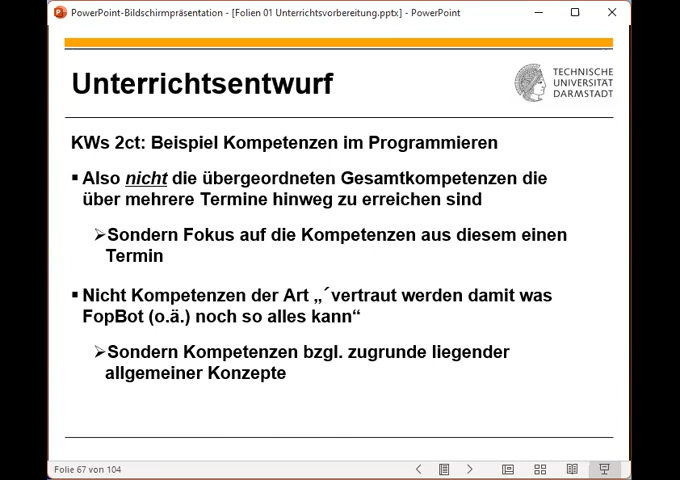 PowerPoint-Bildschirmpräsentation - [Folien 01 Unterrichtsvorbereitung.pptx] - PowerPoint
Unterrichtsentwurf
TECHNISCHE
UNIVERSITÄT
DARMSTADT
KWs 2ct: Beispiel Kompetenzen im Programmieren
▪ Also nicht die übergeordneten Gesamtkompetenzen die
über mehrere Termine hinweg zu erreichen sind
➢Sondern Fokus auf die Kompetenzen aus diesem einen
Termin
▪ Nicht Kompetenzen der Art „´vertraut werden damit was
FopBot (o.ä.) noch so alles kann“
➢Sondern Kompetenzen bzgl. zugrunde liegender
allgemeiner Konzepte
Folie 67 von 104